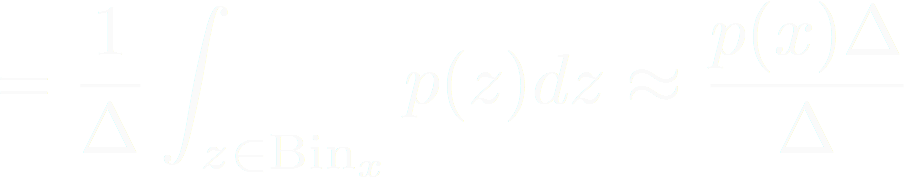 = \frac{1}{\Delta} \int_{z \in \text{Bin}_x} p(z)dz \approx \frac{p(x)\Delta}{\Delta}